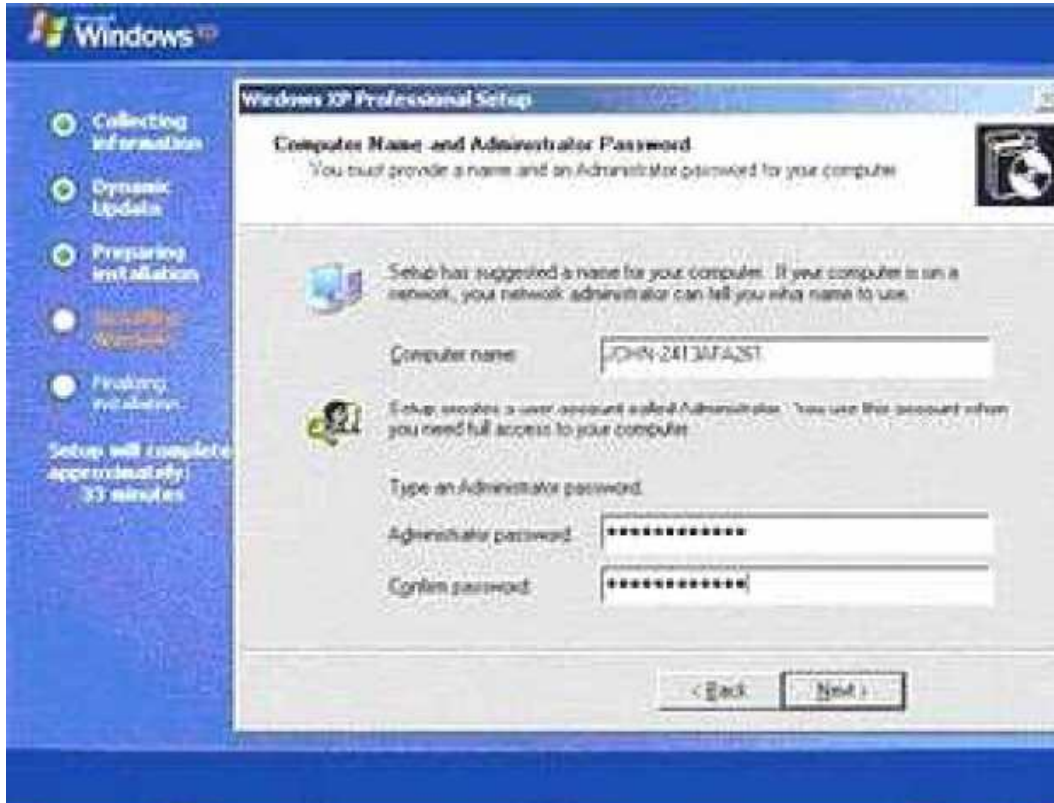 Microsoft
Windows xp
Collecting
information
Dynamic
Update
Preparing
installation
Installing
Windows
Finalizing
installation
Setup will complete
approximately:
33 minutes
Windows XP Professional Setup
Computer Name and Administrator Password
You must provide a name and an Administrator password for your computer
Setup has suggested a name for your computer. If your computer is on a
network, your network administrator can tell you what name to use.
Computer name:
Setup creates a user account called Administrator. You use this account when
you need full access to your computer.
Type an Administrator password.
Administrator password:
Confirm password:
< Back
Next >